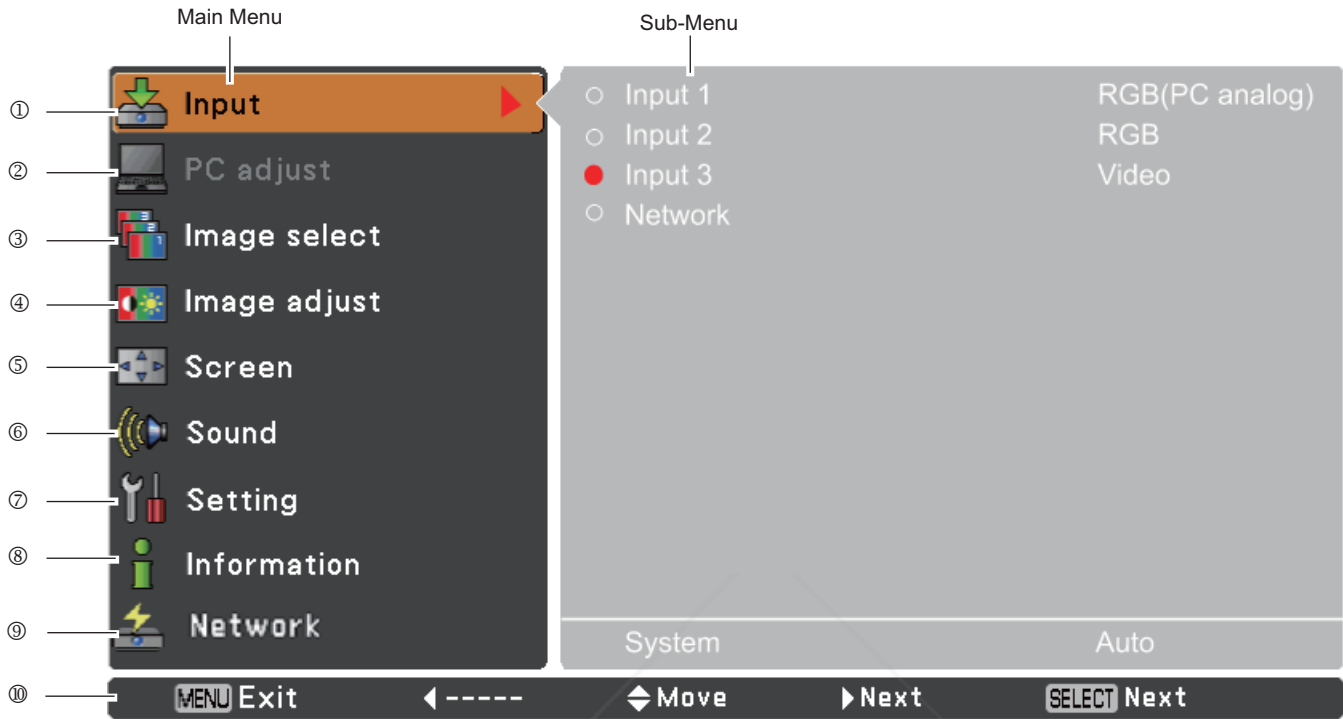 Main Menu
Sub-Menu
① Input
② PC adjust
③ Image select
④ Image adjust
⑤ Screen
⑥ Sound
⑦ Setting
⑧ Information
⑨ Network
Input 1 RGB(PC analog)
Input 2 RGB
Input 3 Video
Network
System Auto
⑩ MENU Exit ◀----- Move ▶Next SELECT Next